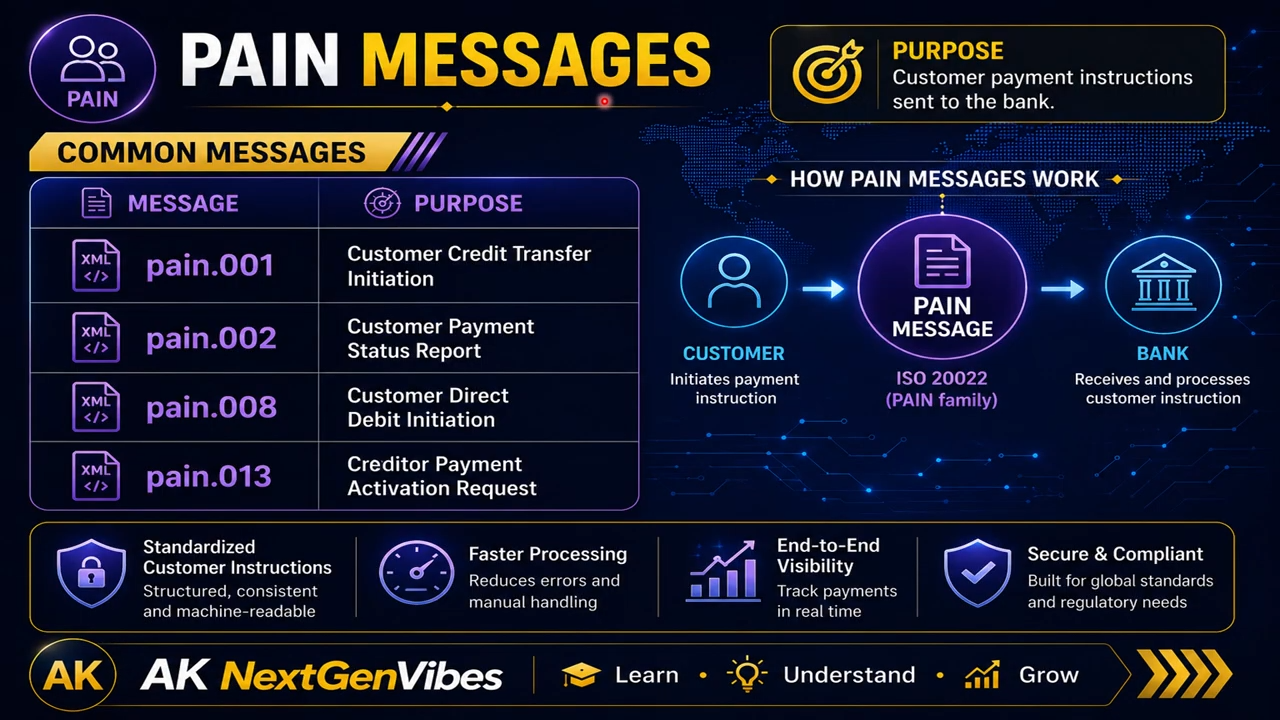 PAIN
PAIN MESSAGES
PURPOSE
Customer payment instructions
sent to the bank.
COMMON MESSAGES
MESSAGE
PURPOSE
XML
</>
pain.001
Customer Credit Transfer
Initiation
XML
</>
pain.002
Customer Payment
Status Report
XML
</>
pain.008
Customer Direct
Debit Initiation
XML
</>
pain.013
Creditor Payment
Activation Request
HOW PAIN MESSAGES WORK
CUSTOMER
Initiates payment
instruction
PAIN
MESSAGE
ISO 20022
(PAIN family)
BANK
Receives and processes
customer instruction
Standardized
Customer Instructions
Structured, consistent
and machine-readable
Faster Processing
Reduces errors and
manual handling
End-to-End
Visibility
Track payments
in real time
Secure & Compliant
Built for global standards
and regulatory needs
AK
AK NextGenVibes
Learn • Understand • Grow